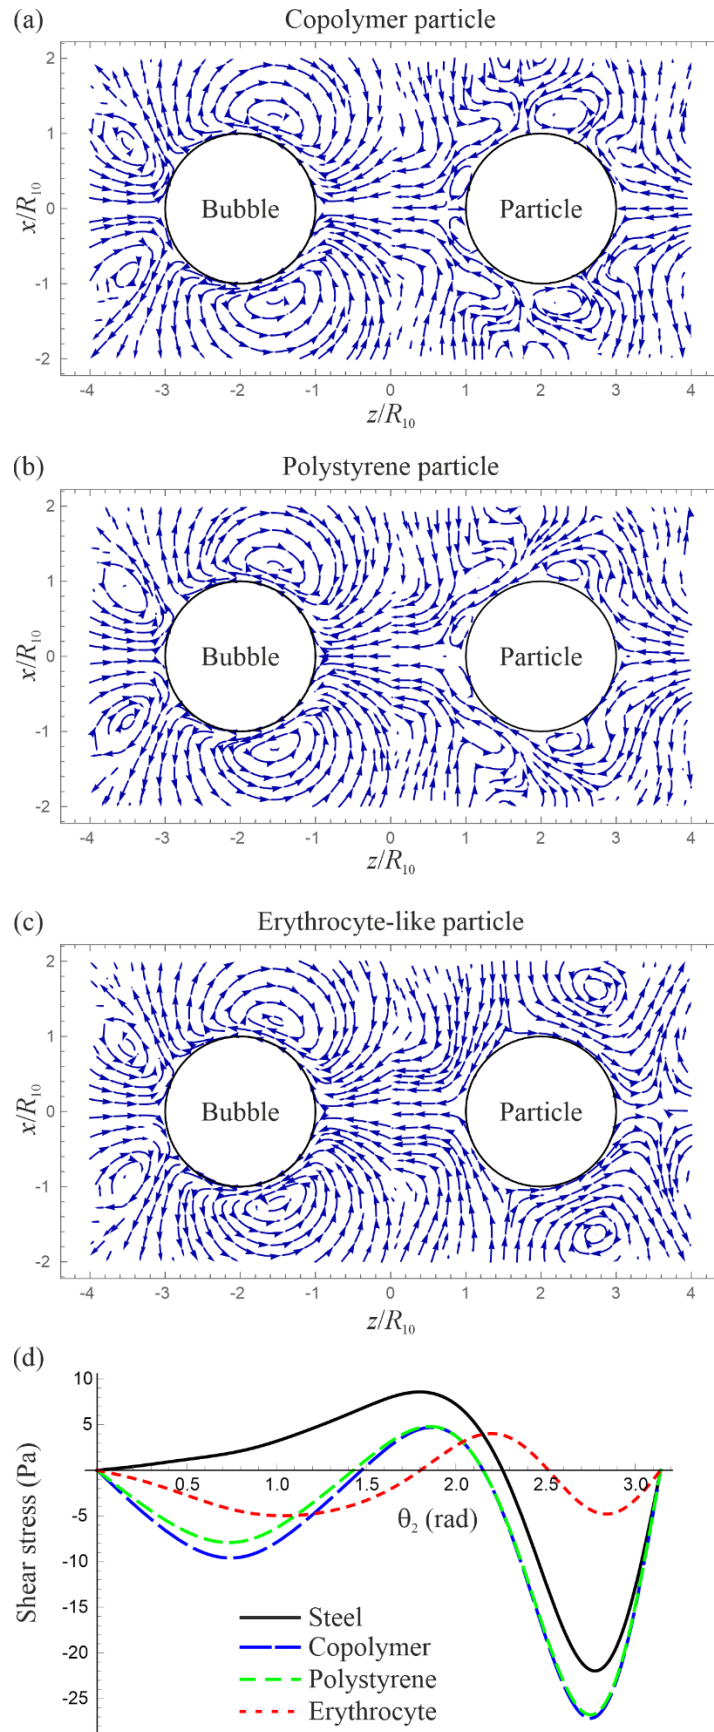 (a) Copolymer particle
2
1
0
-1
-2
x/R₁₀
Bubble Particle
-4 -3 -2 -1 0 1 2 3 4
z/R₁₀
(b) Polystyrene particle
2
1
0
-1
-2
x/R₁₀
Bubble Particle
-4 -3 -2 -1 0 1 2 3 4
z/R₁₀
(c) Erythrocyte-like particle
2
1
0
-1
-2
x/R₁₀
Bubble Particle
-4 -3 -2 -1 0 1 2 3 4
z/R₁₀
(d)
10
5
0
-5
-10
-15
-20
-25
Shear stress (Pa)
0.5 1.0 1.5 2.0 2.5 3.0
θ₂ (rad)
Steel
Copolymer
Polystyrene
Erythrocyte